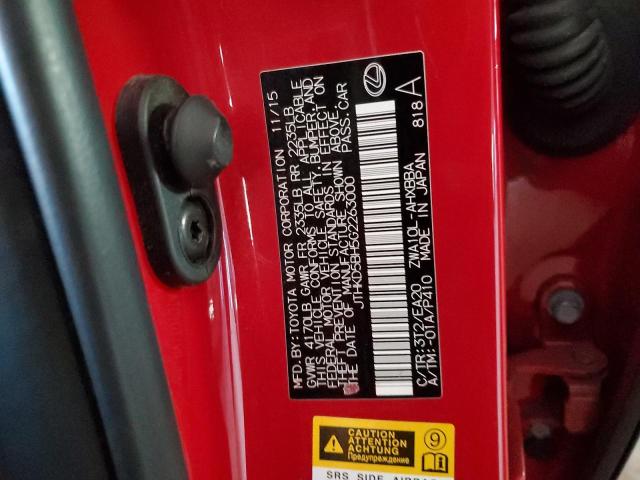 MFD. BY: TOYOTA MOTOR CORPORATION 11/15
GVWR 4170LB GAWR FR 2335LB RR 2235LB
THIS VEHICLE CONFORMS TO ALL APPLICABLE
FEDERAL MOTOR VEHICLE SAFETY, BUMPER, AND
THEFT PREVENTION STANDARDS IN EFFECT ON
THE DATE OF MANUFACTURE SHOWN ABOVE.
JTHKD5BH5G2263000 PASS. CAR
C/TR: 3T2/EA20 ZWA10L-AHXBBA
A/TM: -01A/P410 MADE IN JAPAN 818 A
CAUTION
ATTENTION
ACHTUNG
Предупреждение
9
SRS SIDE AIRBAG